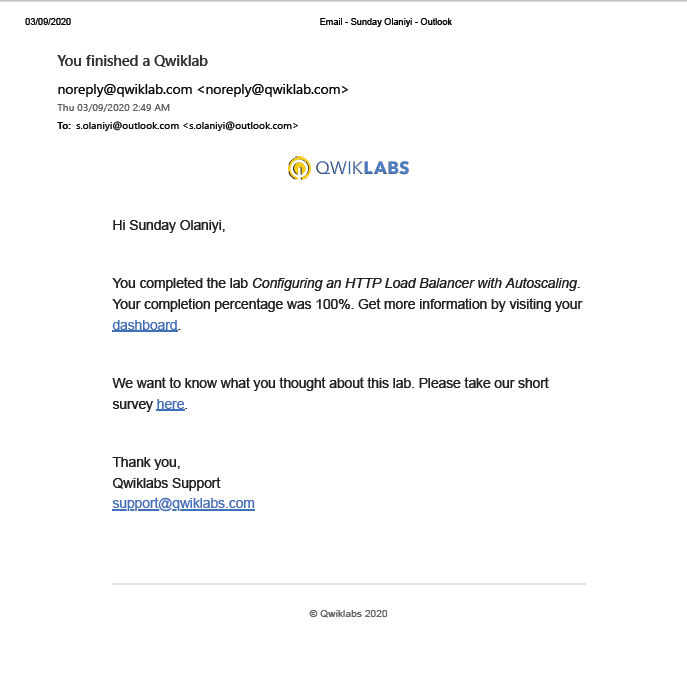 03/09/2020
Email - Sunday Olaniyi - Outlook
You finished a Qwiklab
noreply@qwiklab.com <noreply@qwiklab.com>
Thu 03/09/2020 2:49 AM
To: s.olaniyi@outlook.com <s.olaniyi@outlook.com>
QWIKLABS
Hi Sunday Olaniyi,
You completed the lab Configuring an HTTP Load Balancer with Autoscaling.
Your completion percentage was 100%. Get more information by visiting your
dashboard.
We want to know what you thought about this lab. Please take our short
survey here.
Thank you,
Qwiklabs Support
support@qwiklabs.com
© Qwiklabs 2020